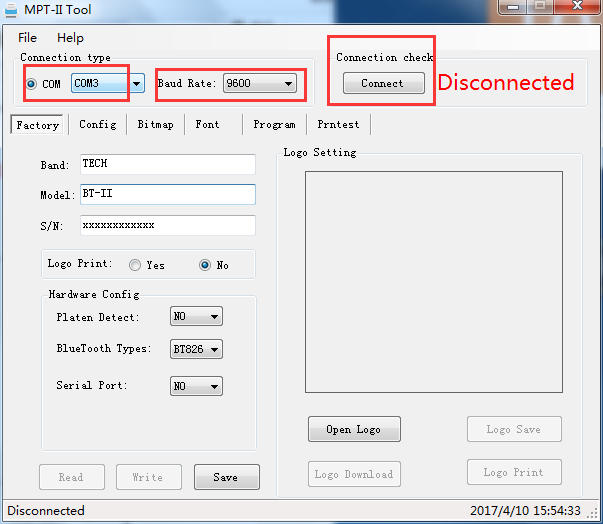 MPT-II Tool
File Help
Connection type
COM COM3 Baud Rate: 9600
Connection check
Connect
Disconnected
Factory Config Bitmap Font Program Prntest
Band: TECH
Model: BT-II
S/N: xxxxxxxxxxxx
Logo Print: Yes No
Hardware Config
Platen Detect: NO
BlueTooth Types: BT826
Serial Port: NO
Read Write Save
Logo Setting
Open Logo Logo Save
Logo Download Logo Print
Disconnected 2017/4/10 15:54:33